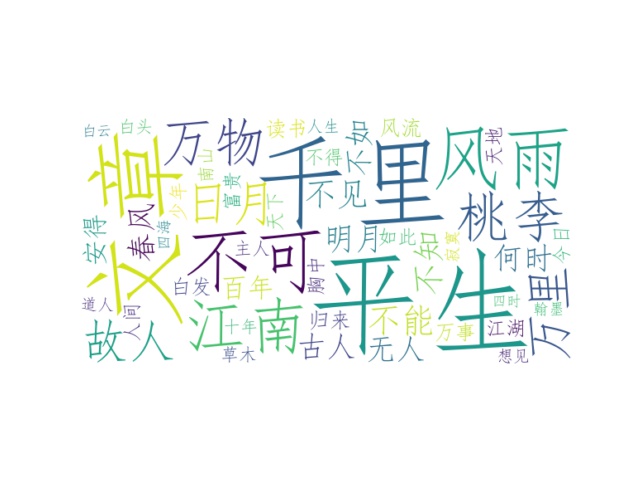 白云
白头
万物
读书
人生
风流
天地
文章
千里
不如
风雨
南山
少年
富贵
不得
不见
日月
天下
桃李
安得
春风
四海
主人
明月
如此
不知
寂寞
何时
今日
不可
平生
胸中
白发
百年
道人
人间
江南
十年
归来
不能
万事
四时
江湖
翰墨
万里
故人
草木
古人
无人
想见